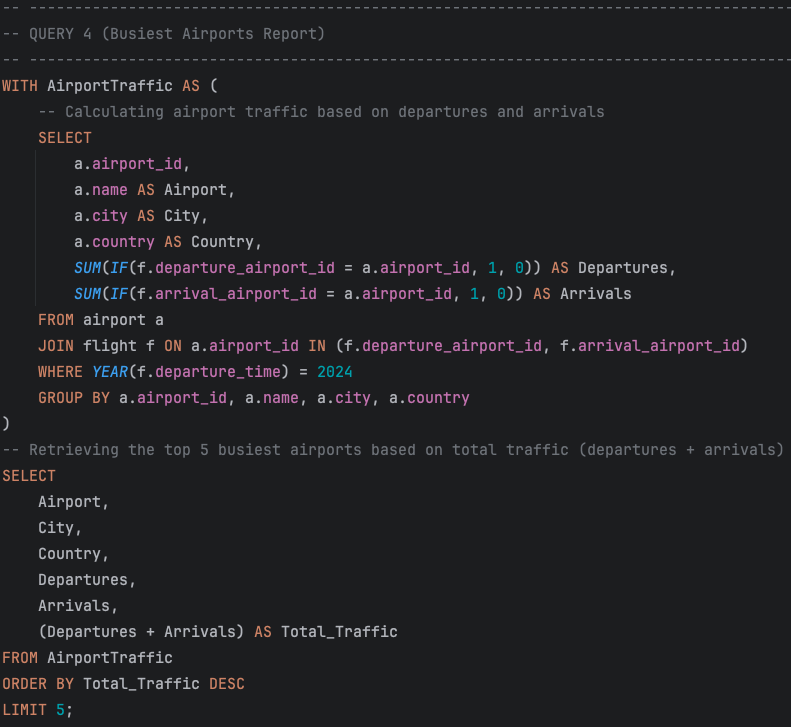 -- -------------------------------------------------------------------------------------
-- QUERY 4 (Busiest Airports Report)
-- -------------------------------------------------------------------------------------
WITH AirportTraffic AS (
    -- Calculating airport traffic based on departures and arrivals
    SELECT
        a.airport_id,
        a.name AS Airport,
        a.city AS City,
        a.country AS Country,
        SUM(IF(f.departure_airport_id = a.airport_id, 1, 0)) AS Departures,
        SUM(IF(f.arrival_airport_id = a.airport_id, 1, 0)) AS Arrivals
    FROM airport a
    JOIN flight f ON a.airport_id IN (f.departure_airport_id, f.arrival_airport_id)
    WHERE YEAR(f.departure_time) = 2024
    GROUP BY a.airport_id, a.name, a.city, a.country
)
-- Retrieving the top 5 busiest airports based on total traffic (departures + arrivals)
SELECT
    Airport,
    City,
    Country,
    Departures,
    Arrivals,
    (Departures + Arrivals) AS Total_Traffic
FROM AirportTraffic
ORDER BY Total_Traffic DESC
LIMIT 5;